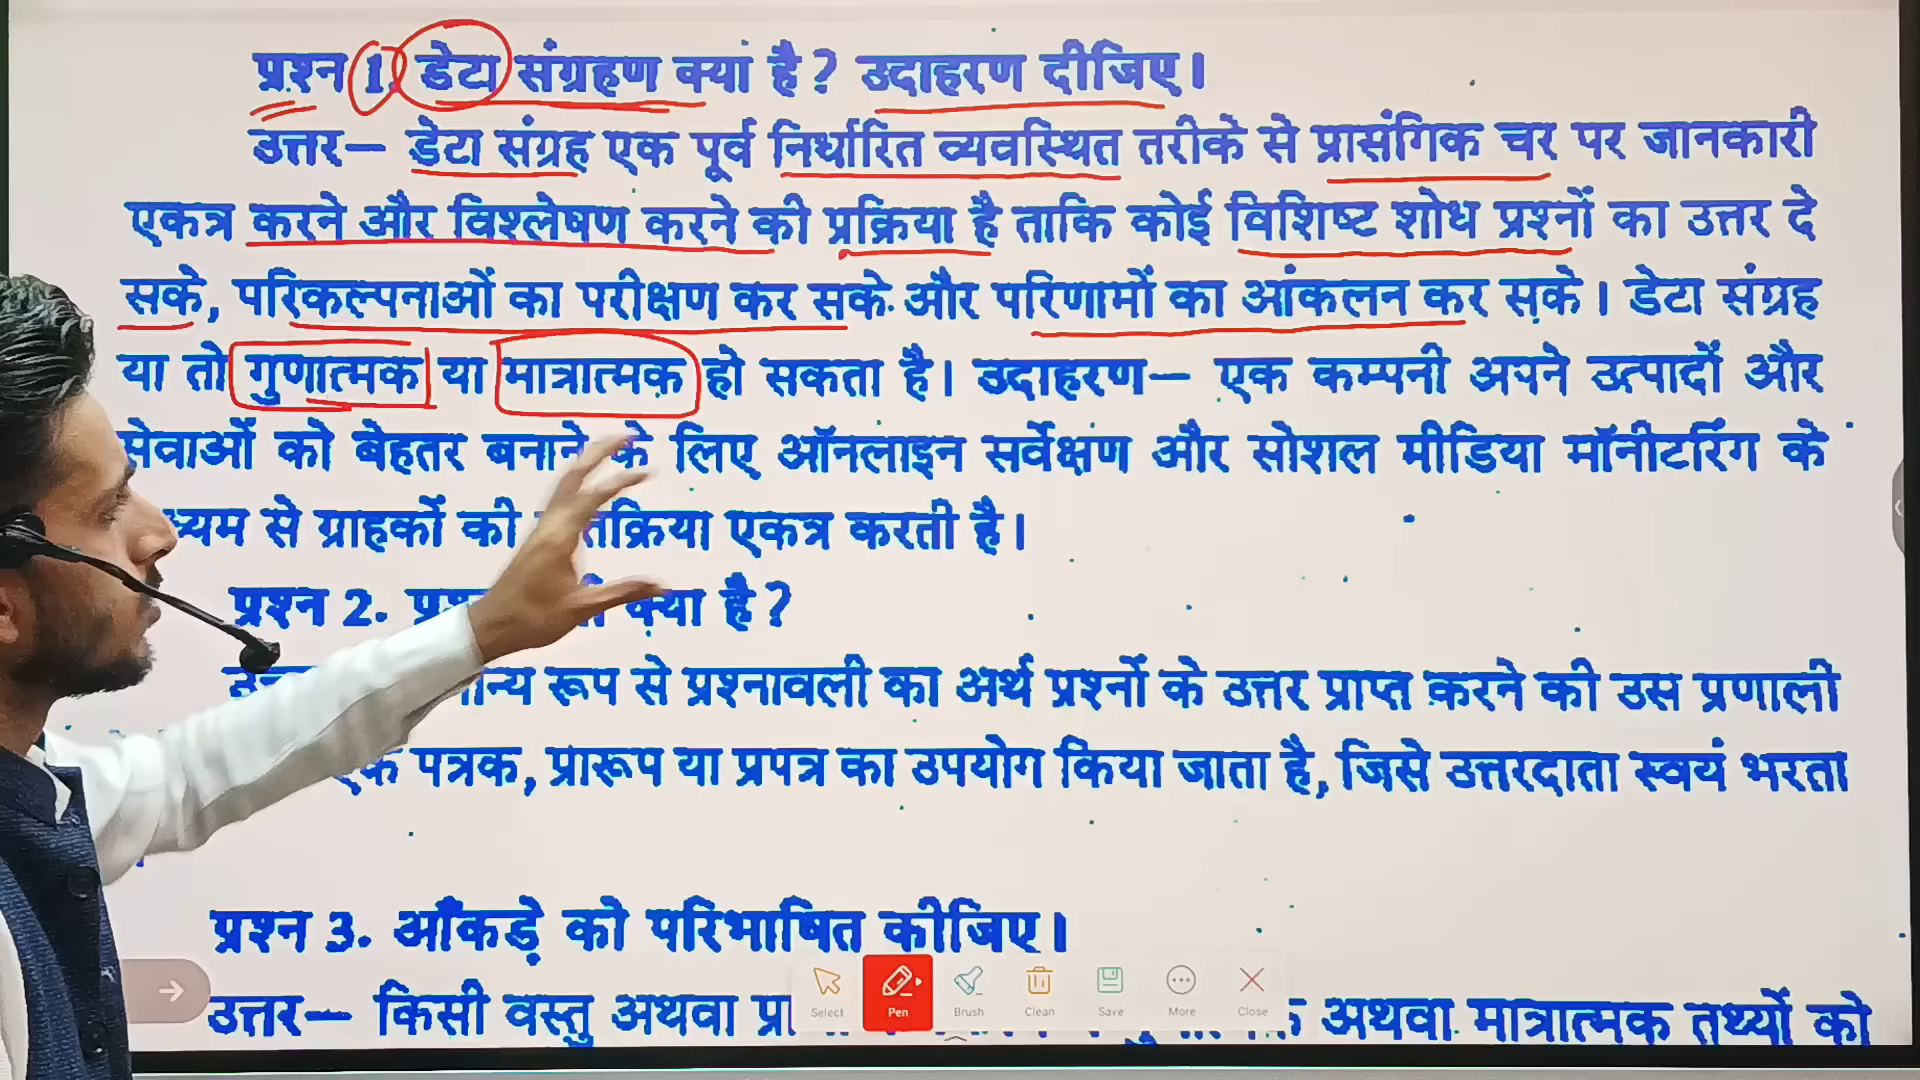 प्रश्न 1. डेटा संग्रहण क्या है? उदाहरण दीजिए।
उत्तर— डेटा संग्रह एक पूर्व निर्धारित व्यवस्थित तरीके से प्रासंगिक चर पर जानकारी
एकत्र करने और विश्लेषण करने की प्रक्रिया है ताकि कोई विशिष्ट शोध प्रश्नों का उत्तर दे
सके, परिकल्पनाओं का परीक्षण कर सके और परिणामों का आंकलन कर सके। डेटा संग्रह
या तो गुणात्मक या मात्रात्मक हो सकता है। उदाहरण— एक कम्पनी अपने उत्पादों और
सेवाओं को बेहतर बनाने के लिए ऑनलाइन सर्वेक्षण और सोशल मीडिया मॉनीटरिंग के
से ग्राहकों की एकत्र करती है।
प्रश्न 2. क्या है?
रूप से प्रश्नावली का अर्थ प्रश्नों के उत्तर प्राप्त करने की उस प्रणाली
एक पत्रक, प्रारूप या प्रपत्र का उपयोग किया जाता है, जिसे उत्तरदाता स्वयं भरता
प्रश्न 3. आँकड़े को परिभाषित कीजिए।
उत्तर— किसी वस्तु अथवा अथवा मात्रात्मक तथ्यों को
Select Pen Brush Clean Save More Close